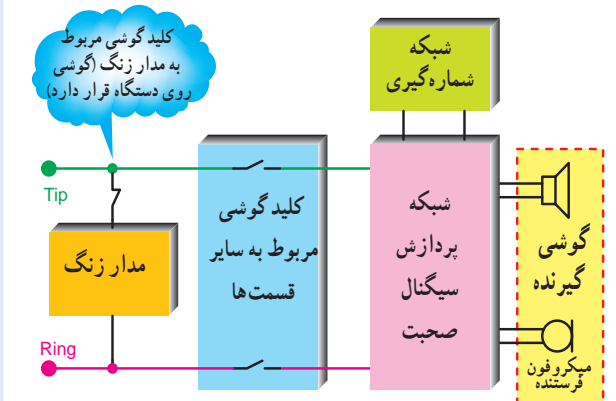 کلید گوشی مربوط
به مدار زنگ (گوشی
روی دستگاه قرار دارد)
شبکه
شماره‌گیری
Tip
مدار زنگ
Ring
کلید گوشی
مربوط به سایر
قسمت‌ها
شبکه
پردازش
سیگنال
صحبت
گوشی
گیرنده
میکروفون
فرستنده